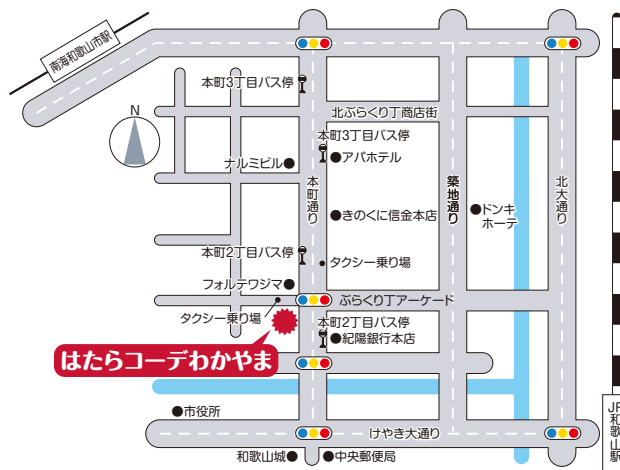 南海和歌山市駅
本町3丁目バス停
北ぶらくり丁商店街
N
本町3丁目バス停
ナルミビル
アパホテル
本町通り
築地通り
北大通り
きのくに信金本店
ドンキ
ホーテ
本町2丁目バス停
タクシー乗り場
フォルテワジマ
ぶらくり丁アーケード
タクシー乗り場
本町2丁目バス停
紀陽銀行本店
はたらコーデわかやま
市役所
けやき大通り
和歌山城
中央郵便局
JR和歌山駅